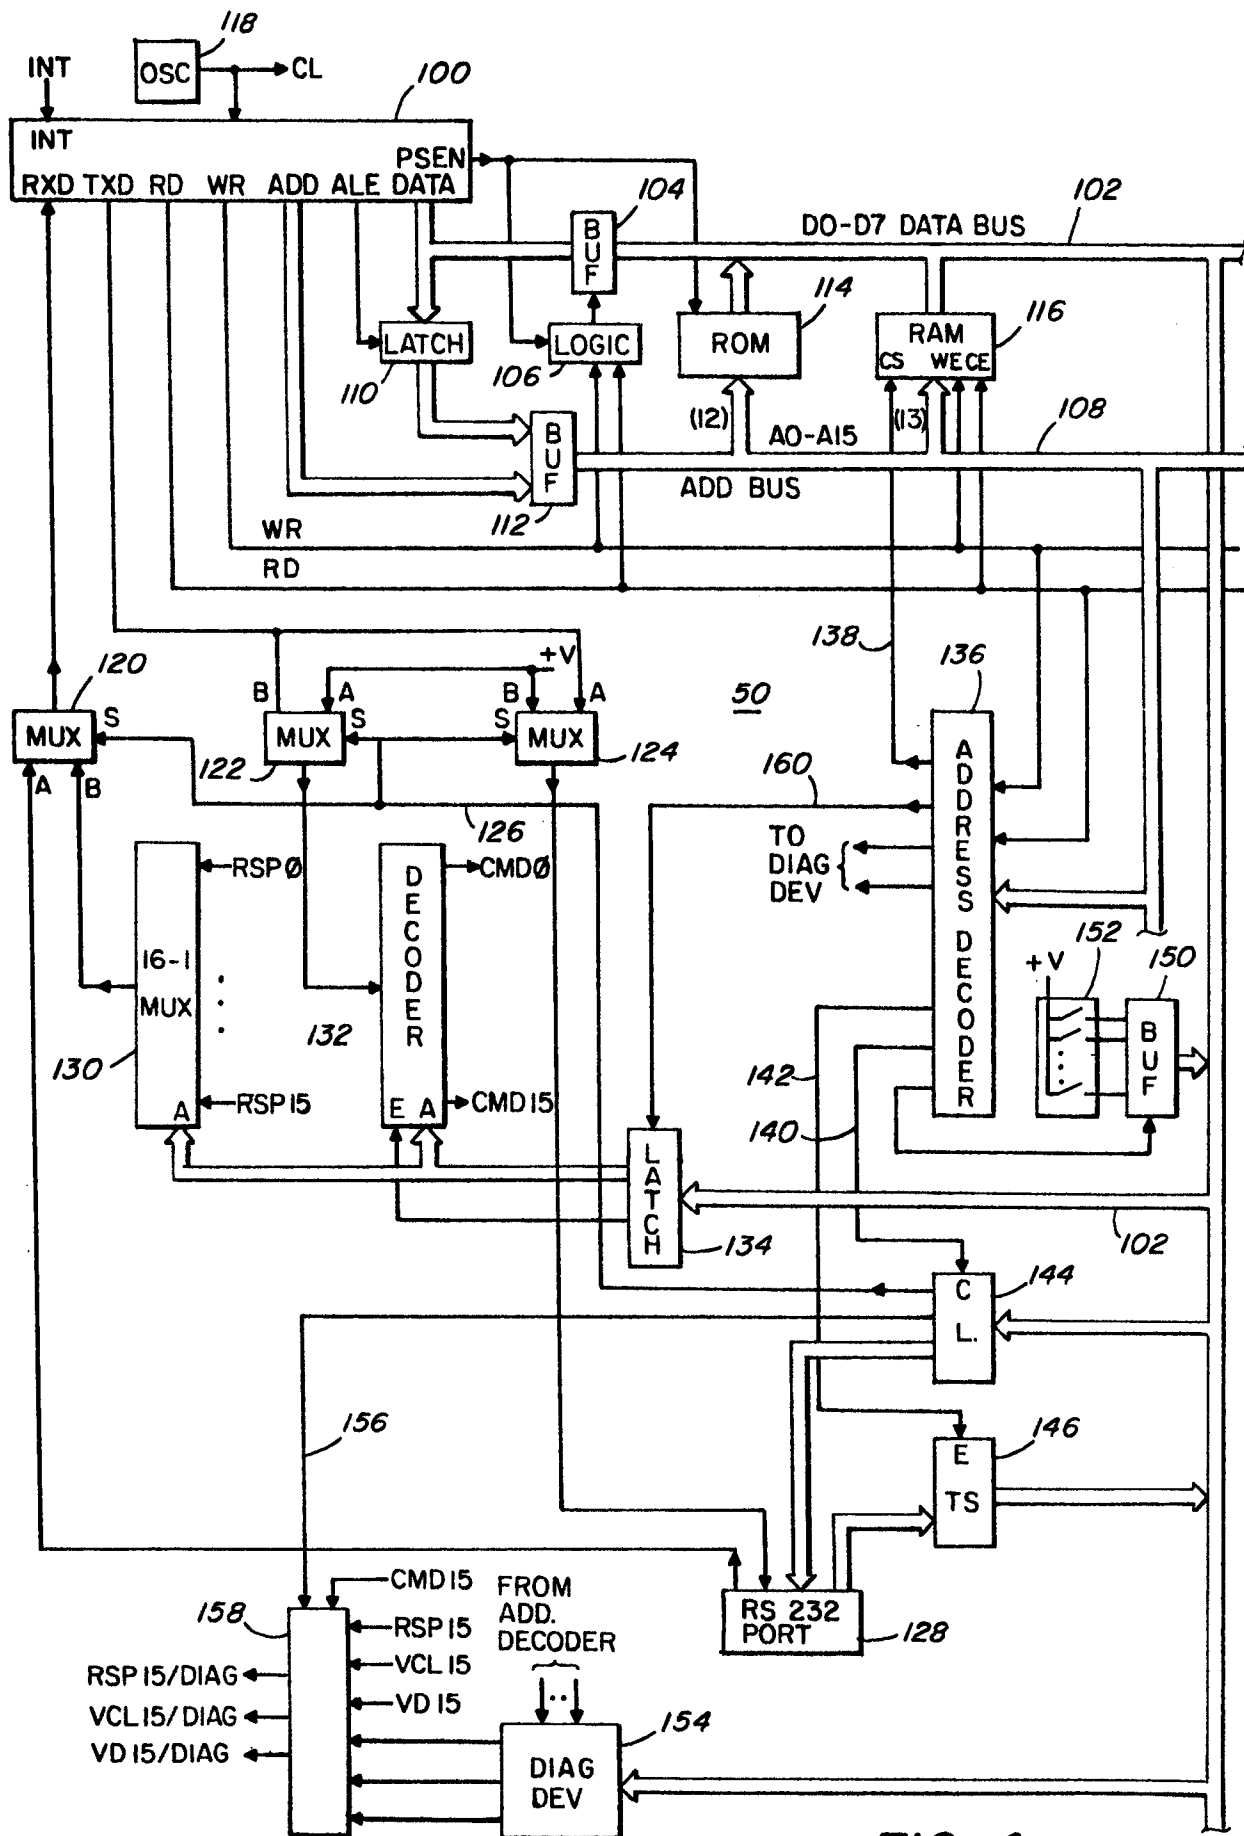 118
INT
OSC
CL
100
INT
PSEN
RXD TXD RD WR ADD ALE DATA
104
102
BUF
D0-D7 DATA BUS
114
116
LATCH
LOGIC
ROM
RAM
CS WE CE
110
106
(12)
(13)
108
BUF
A0-A15
ADD BUS
112
WR
RD
138
136
120
+V
B A
B A
50
MUX
S
MUX
S
S
MUX
122
124
A B
160
126
ADDRESS DECODER
TO
DIAG
DEV
RSPØ
DECODER
CMDØ
152
150
+V
16-1
MUX
132
BUF
130
142
RSP15
CMD15
A
E A
140
LATCH
134
102
C
144
L.
156
E
146
TS
CMD15
FROM
ADD.
DECODER
158
RS 232
PORT
128
RSP15
RSP15/DIAG
VCL15
VCL15/DIAG
VD15
154
VD15/DIAG
DIAG
DEV